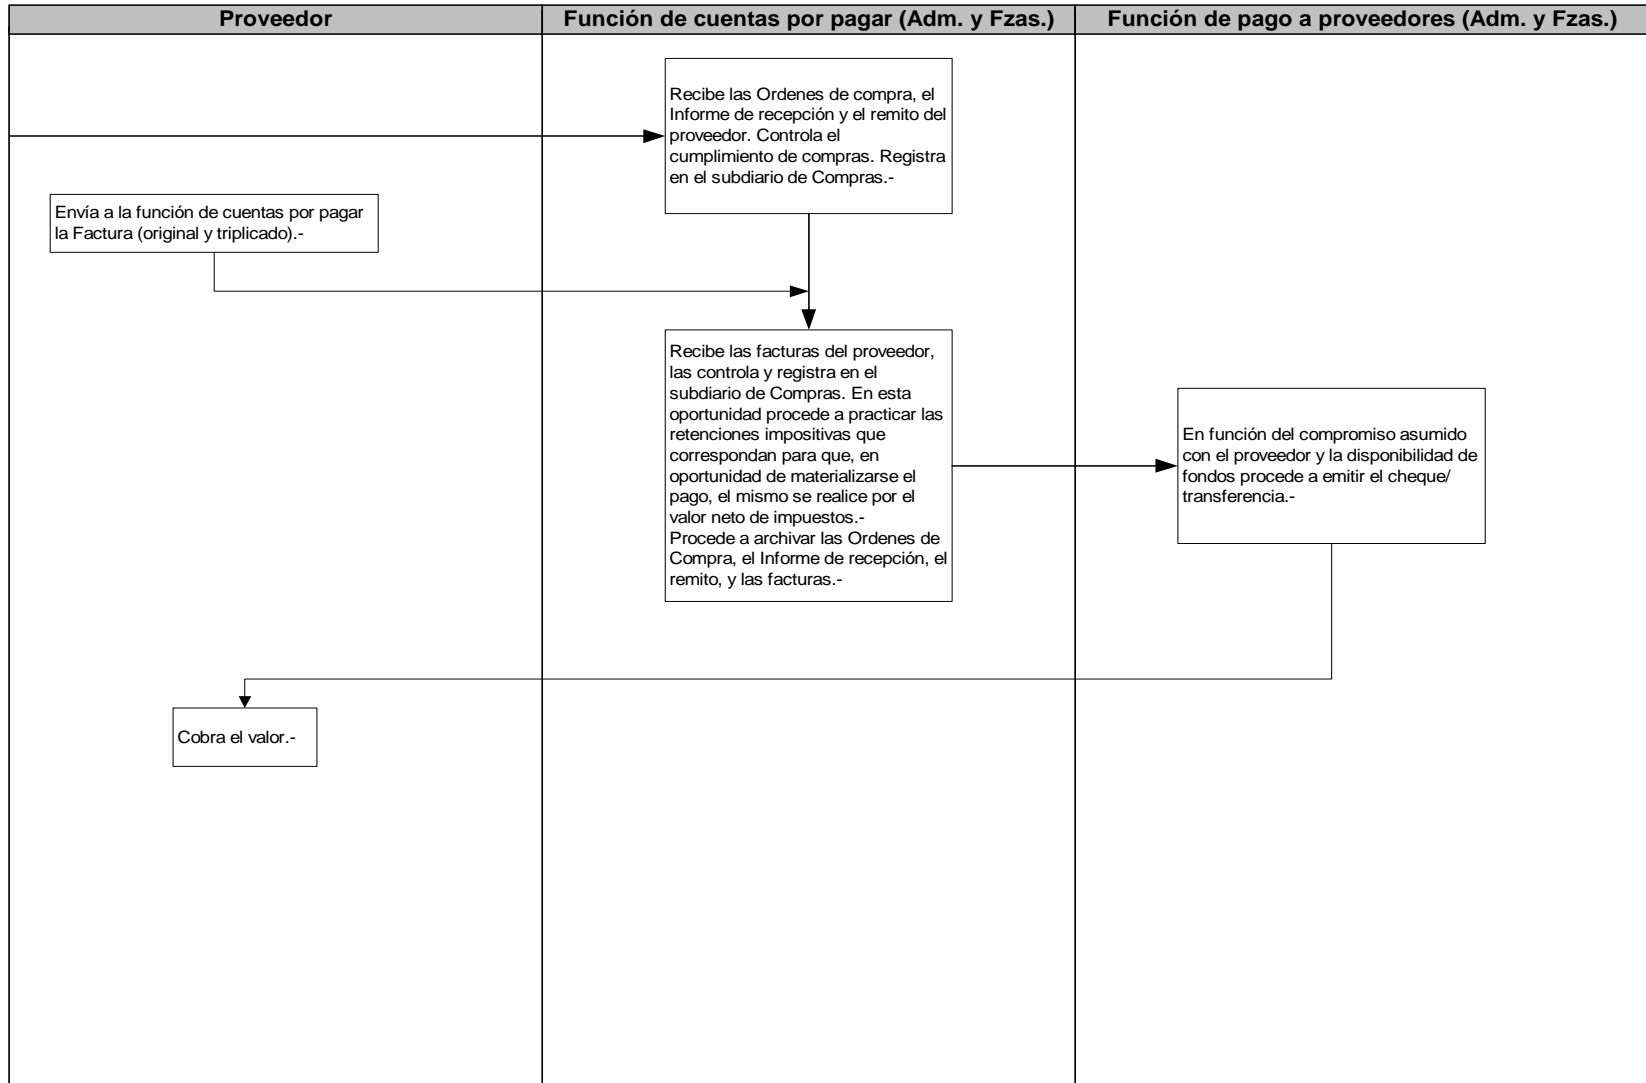 Proveedor
Función de cuentas por pagar (Adm. y Fzas.)
Función de pago a proveedores (Adm. y Fzas.)
Recibe las Ordenes de compra, el
Informe de recepción y el remito del
proveedor. Controla el
cumplimiento de compras. Registra
en el subdiario de Compras.-
Envía a la función de cuentas por pagar
la Factura (original y triplicado).-
Recibe las facturas del proveedor,
las controla y registra en el
subdiario de Compras. En esta
oportunidad procede a practicar las
retenciones impositivas que
correspondan para que, en
oportunidad de materializarse el
pago, el mismo se realice por el
valor neto de impuestos.-
Procede a archivar las Ordenes de
Compra, el Informe de recepción, el
remito, y las facturas.-
En función del compromiso asumido
con el proveedor y la disponibilidad de
fondos procede a emitir el cheque/
transferencia.-
Cobra el valor.-